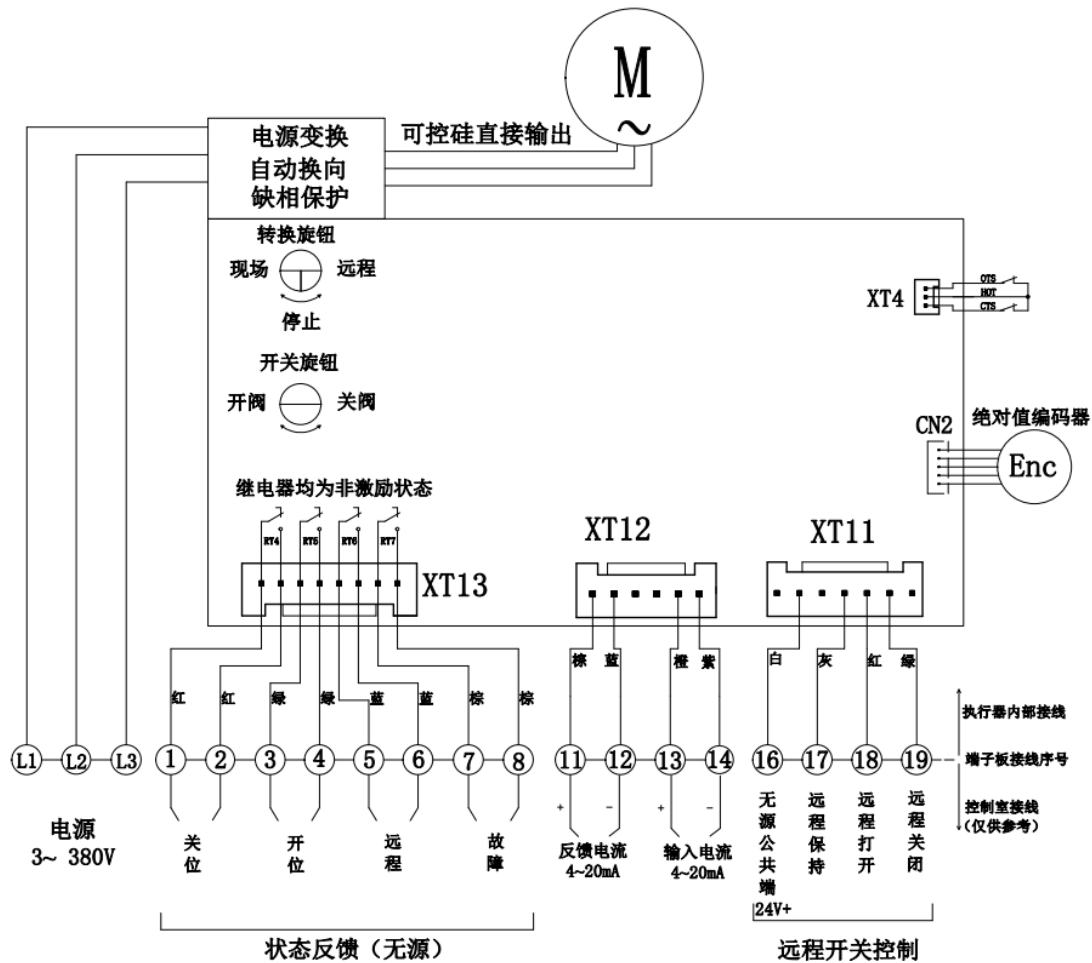 M
~
电源变换
自动换向
缺相保护
可控硅直接输出
转换旋钮
现场
远程
停止
开关旋钮
开阀
关阀
XT4
OTS
HOT
CTS
CN2
绝对值编码器
Enc
继电器均为非激励状态
RT4
RT5
RT6
RT7
XT13
XT12
XT11
红
红
绿
绿
蓝
蓝
棕
棕
棕
蓝
橙
紫
白
灰
红
绿
执行器内部接线
L1
L2
L3
1
2
3
4
5
6
7
8
11
12
13
14
16
17
18
19
端子板接线序号
控制室接线
(仅供参考)
电源
3~ 380V
关位
开位
远程
故障
+
-
反馈电流
4~20mA
+
-
输入电流
4~20mA
无源公共端
24V+
远程保持
远程打开
远程关闭
状态反馈（无源）
远程开关控制